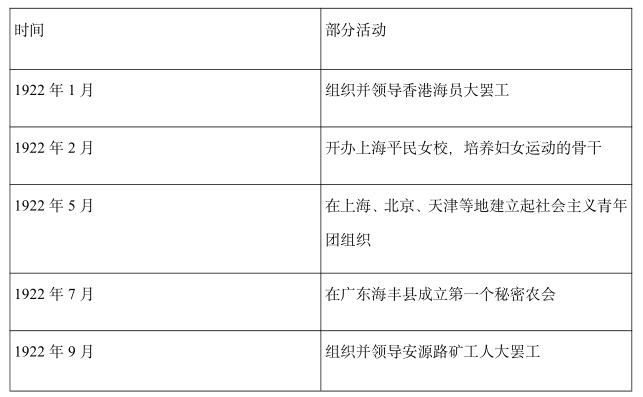 时间 部分活动
1922 年 1 月 组织并领导香港海员大罢工
1922 年 2 月 开办上海平民女校，培养妇女运动的骨干
1922 年 5 月 在上海、北京、天津等地建立起社会主义青年
团组织
1922 年 7 月 在广东海丰县成立第一个秘密农会
1922 年 9 月 组织并领导安源路矿工人大罢工